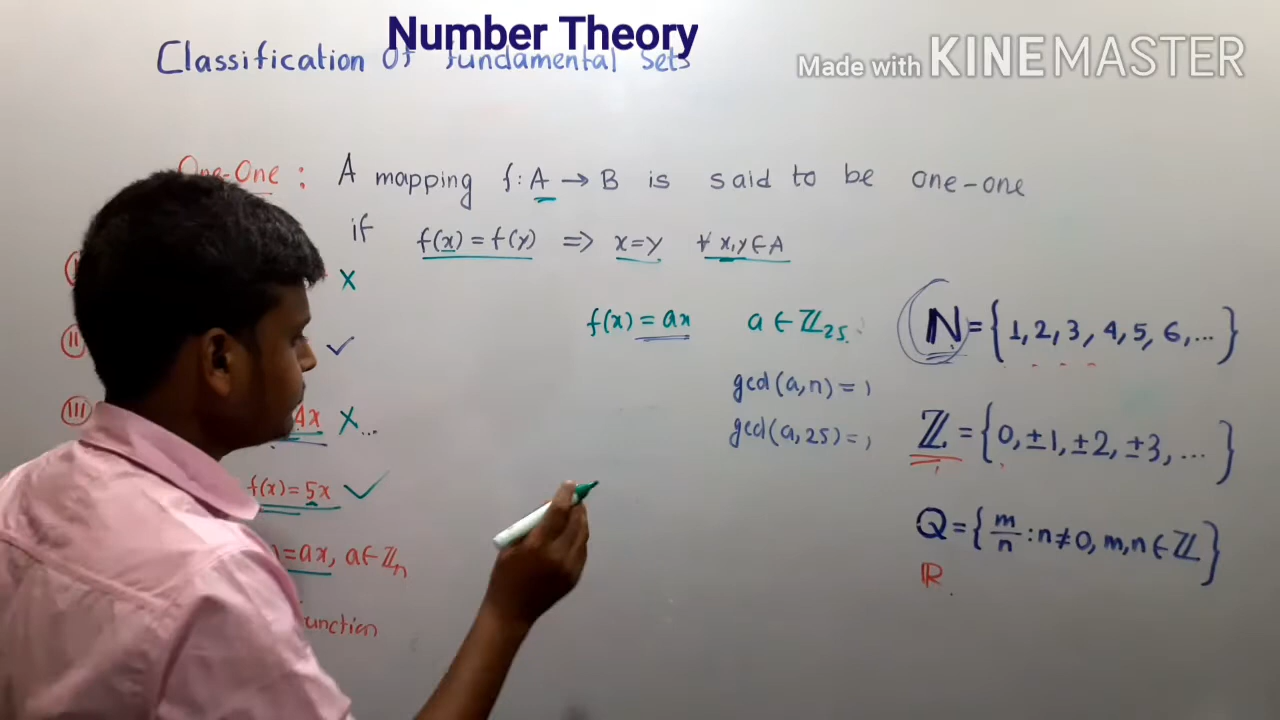 Number Theory
Classification Of fundamental Sets
Made with KINEMASTER
One-One : A mapping f: A → B is said to be one-one
if f(x) = f(y) => x=y ∀ x,y ∈ A
X
f(x) = ax a ∈ ℤ25
ℕ = { 1, 2, 3, 4, 5, 6, ... }
II ✓
gcd(a,n) = 1
III 4x X...
gcd(a,25) = 1
ℤ = { 0, ±1, ±2, ±3, ... }
f(x) = 5x ✓
Q = { m/n : n ≠ 0, m,n ∈ ℤ }
= ax, a ∈ ℤn
ℝ
unction